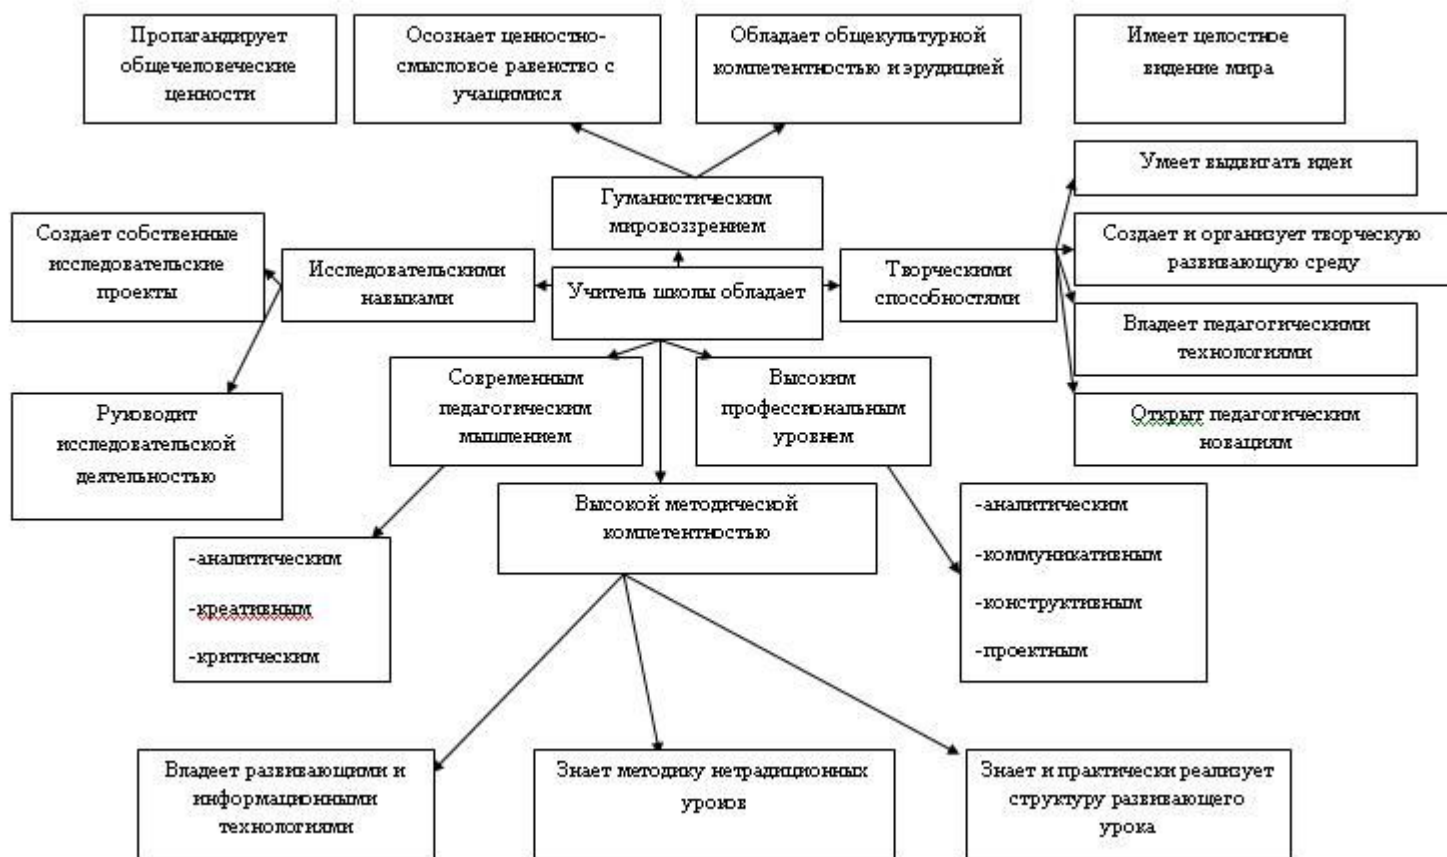 Пропагандирует
общечеловеческие
ценности
Осознает ценностно-
смысловое равенство с
учащимися
Обладает общекультурной
компетентностью и эрудицией
Имеет целостное
видение мира
Умеет выдвигать идеи
Гуманистическим
мировоззрением
Создает собственные
исследовательские
проекты
Исследовательскими
навыками
Учитель школы обладает
Творческими
способностями
Создает и организует творческую
развивающую среду
Владеет педагогическими
технологиями
Современным
педагогическим
мышлением
Высоким
профессиональным
уровнем
Открыт педагогическим
новациям
Руководит
исследовательской
деятельностью
Высокой методической
компетентностью
-аналитическим
-креативным
-критическим
-аналитическим
-коммуникативным
-конструктивным
-проектным
Владеет развивающими и
информационными
технологиями
Знает методику нетрадиционных
уроков
Знает и практически реализует
структуру развивающего
урока